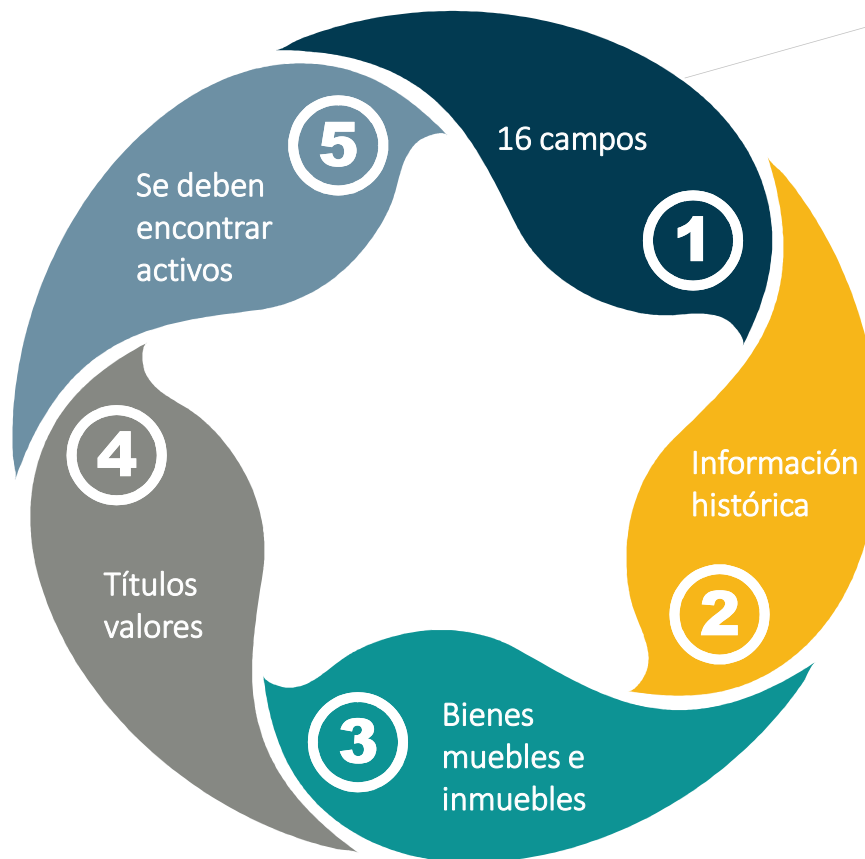 16 campos
1
Información
histórica
2
Bienes
muebles e
inmuebles
3
Títulos
valores
4
Se deben
encontrar
activos
5